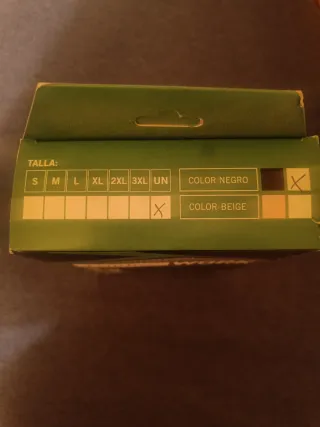 TALLA:
S M L XL 2XL 3XL UN
COLOR NEGRO X
X COLOR BEIGE